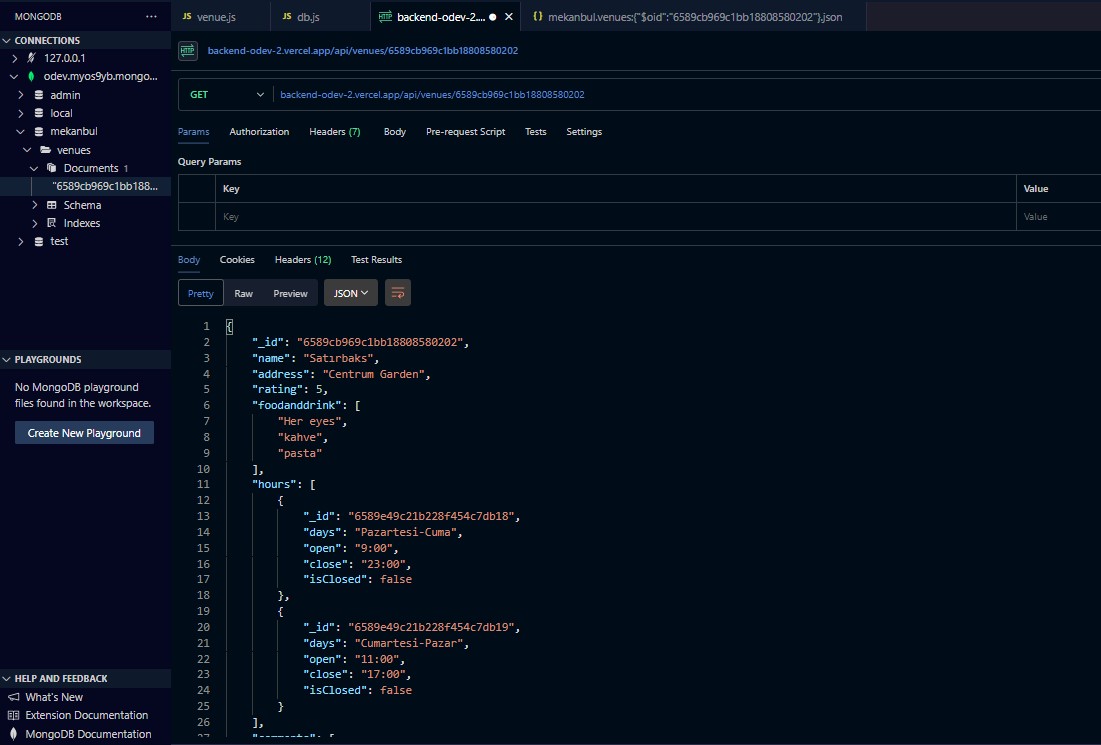 MONGODB ...
CONNECTIONS
127.0.0.1
odev.myos9yb.mongo...
admin
local
mekanbul
venues
Documents 1
"6589cb969c1bb188...
Schema
Indexes
test
PLAYGROUNDS
No MongoDB playground
files found in the workspace.
Create New Playground
HELP AND FEEDBACK
What's New
Extension Documentation
MongoDB Documentation
JS venue.js
JS db.js
HTTP backend-odev-2....
{} mekanbul.venues:{"$oid":"6589cb969c1bb18808580202"}.json
HTTP backend-odev-2.vercel.app/api/venues/6589cb969c1bb18808580202
GET backend-odev-2.vercel.app/api/venues/6589cb969c1bb18808580202
Params Authorization Headers (7) Body Pre-request Script Tests Settings
Query Params
Key Value
Key Value
Body Cookies Headers (12) Test Results
Pretty Raw Preview JSON
1 {
2 "_id": "6589cb969c1bb18808580202",
3 "name": "Satırbaks",
4 "address": "Centrum Garden",
5 "rating": 5,
6 "foodanddrink": [
7 "Her eyes",
8 "kahve",
9 "pasta"
10 ],
11 "hours": [
12 {
13 "_id": "6589e49c21b228f454c7db18",
14 "days": "Pazartesi-Cuma",
15 "open": "9:00",
16 "close": "23:00",
17 "isClosed": false
18 },
19 {
20 "_id": "6589e49c21b228f454c7db19",
21 "days": "Cumartesi-Pazar",
22 "open": "11:00",
23 "close": "17:00",
24 "isClosed": false
25 }
26 ],
27 "comments": [